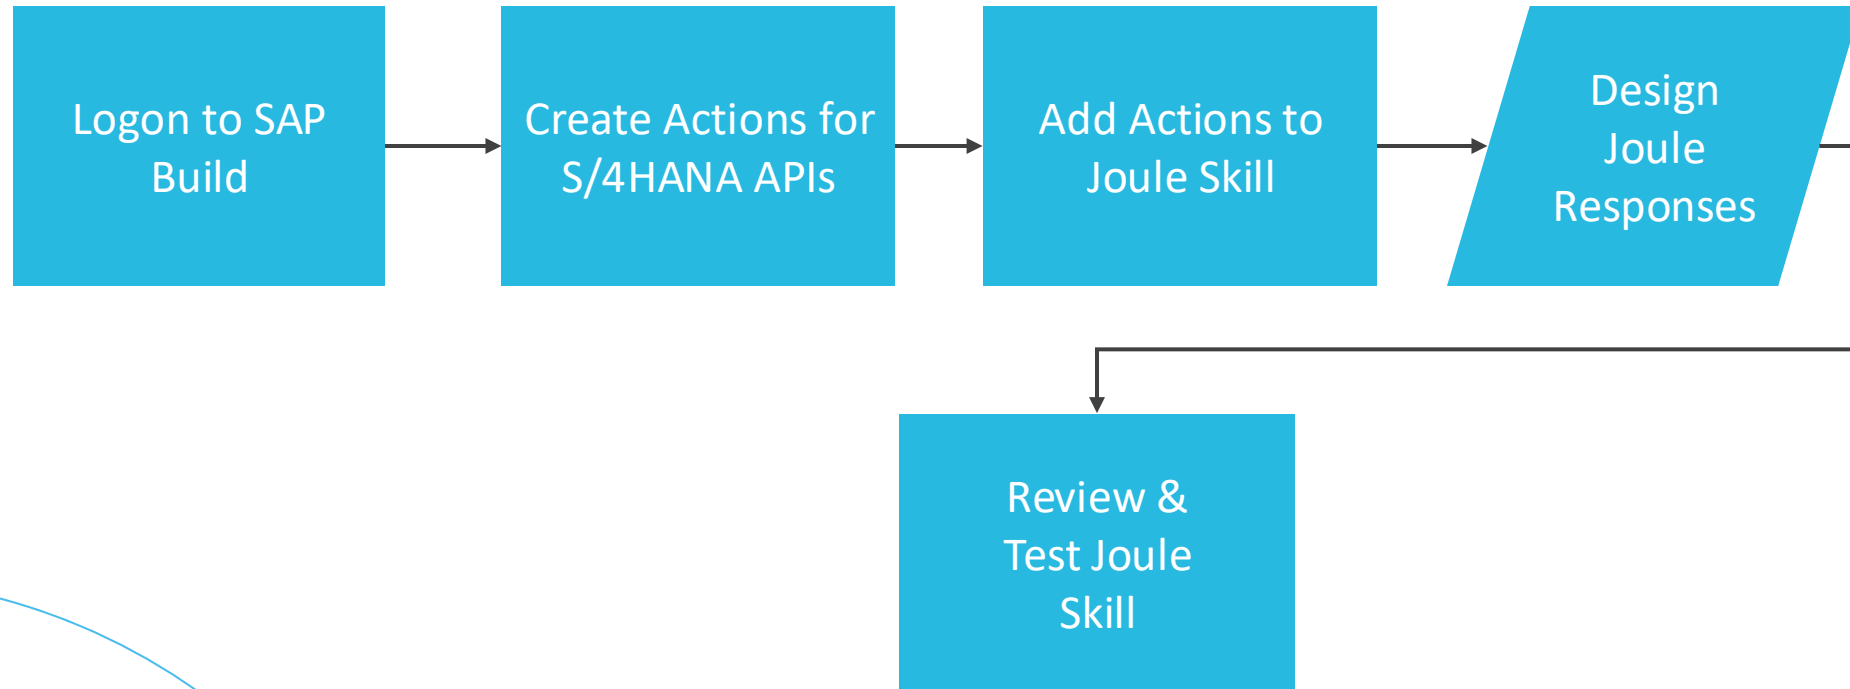 Logon to SAP
Build
Create Actions for
S/4HANA APIs
Add Actions to
Joule Skill
Design
Joule
Responses
Review &
Test Joule
Skill